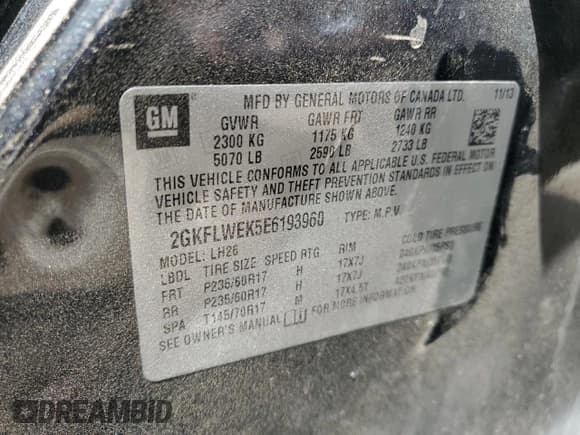 GM
MFD BY GENERAL MOTORS OF CANADA LTD. 11/13
GVWR GAWR FRT GAWR RR
2300 KG 1175 KG 1240 KG
5070 LB 2590 LB 2733 LB
THIS VEHICLE CONFORMS TO ALL APPLICABLE U.S. FEDERAL MOTOR
VEHICLE SAFETY AND THEFT PREVENTION STANDARDS IN EFFECT ON
THE DATE OF MANUFACTURE SHOWN ABOVE.
2GKFLWEK5E6193960 TYPE: M.P.V.
MODEL: LH26
LBDL TIRE SIZE SPEED RTG RIM
FRT P235/60R17 H 17X7J
RR P235/60R17 H 17X7J
SPA T145/70R17 M 17X4.5T
SEE OWNER'S MANUAL FOR MORE INFORMATION
DREAMBID